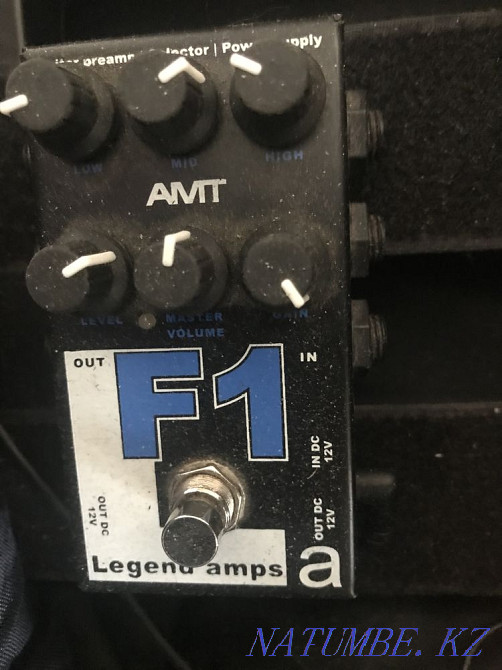 preamp | Power supply
LOW MID HIGH
AMT
LEVEL MASTER VOLUME GAIN
OUT IN
F1
IN DC 12V
OUT DC 12V
OUT DC 12V
Legend amps a
NATUMBE. KZ